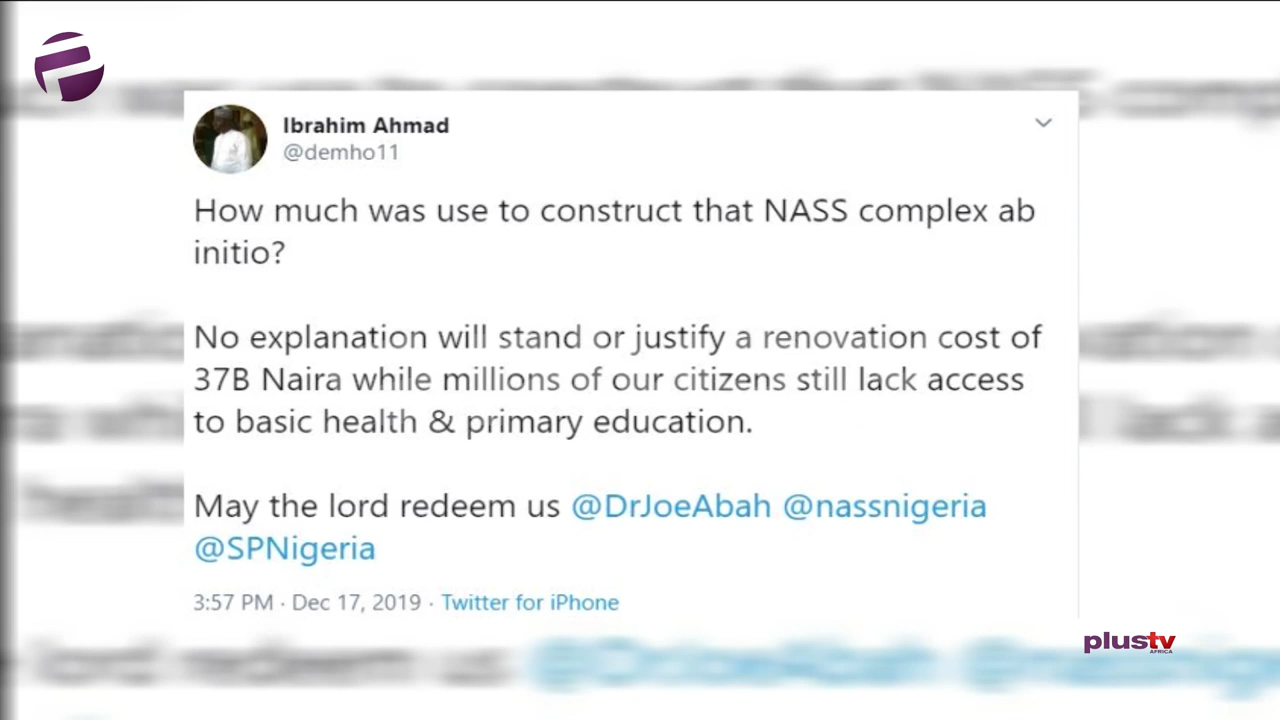 Ibrahim Ahmad
@demho11
How much was use to construct that NASS complex ab
initio?
No explanation will stand or justify a renovation cost of
37B Naira while millions of our citizens still lack access
to basic health & primary education.
May the lord redeem us @DrJoeAbah @nassnigeria
@SPNigeria
3:57 PM · Dec 17, 2019 · Twitter for iPhone
plustv
AFRICA